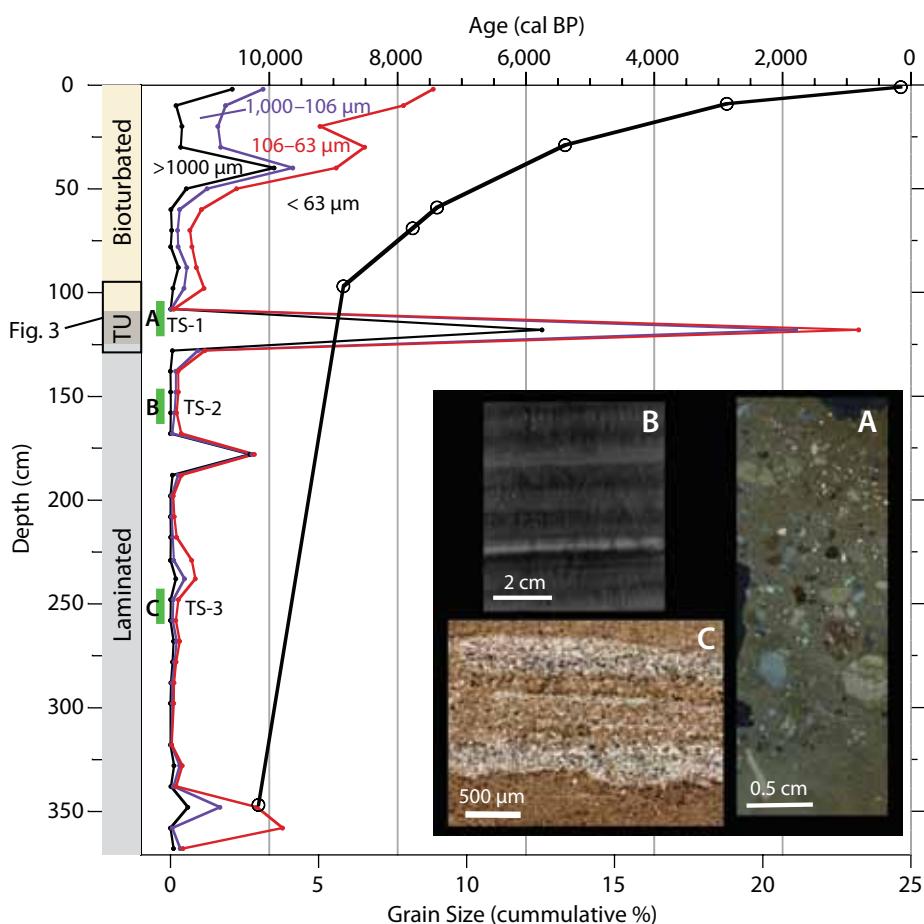 Age (cal BP)
10,000 8,000 6,000 4,000 2,000 0
0
50
100
150
200
250
300
350
Depth (cm)
Bioturbated
TU
Laminated
Fig. 3
1,000–106 µm
106–63 µm
>1000 µm
< 63 µm
A TS-1
B TS-2
C TS-3
B
2 cm
A
0.5 cm
C
500 µm
0 5 10 15 20 25
Grain Size (cummulative %)